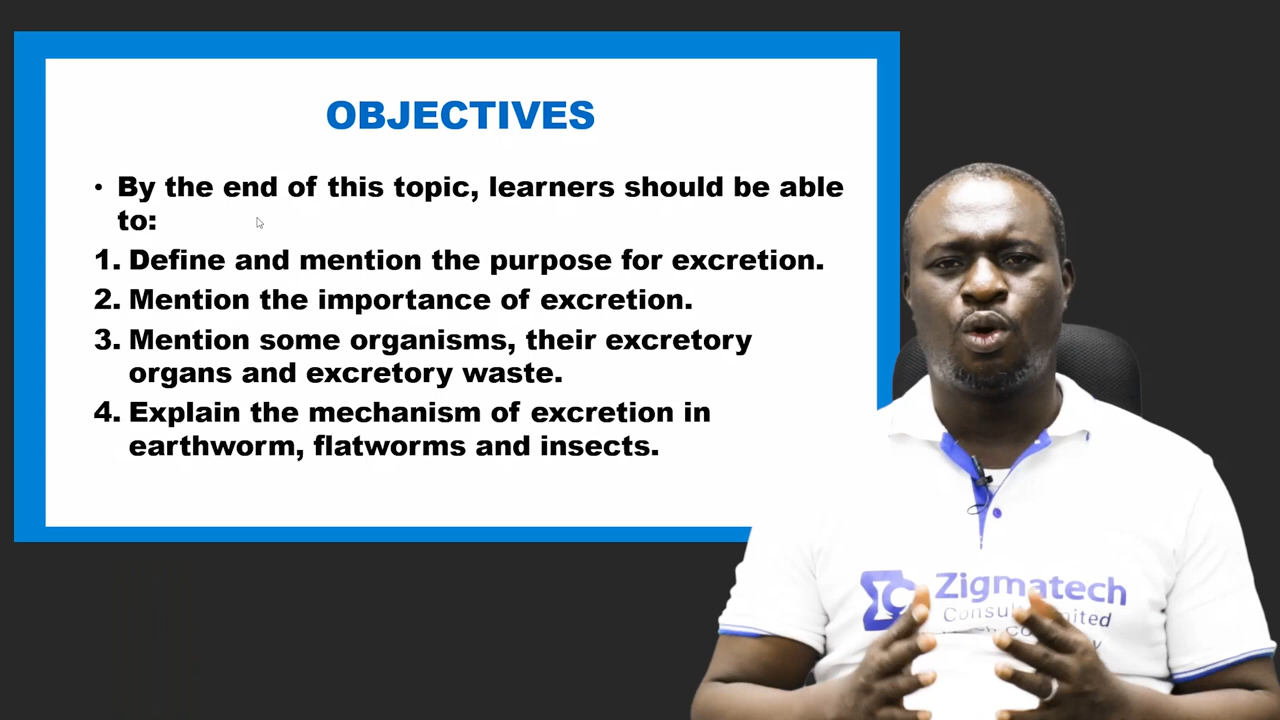 OBJECTIVES
• By the end of this topic, learners should be able
to:
1. Define and mention the purpose for excretion.
2. Mention the importance of excretion.
3. Mention some organisms, their excretory
organs and excretory waste.
4. Explain the mechanism of excretion in
earthworm, flatworms and insects.
Zigmatech